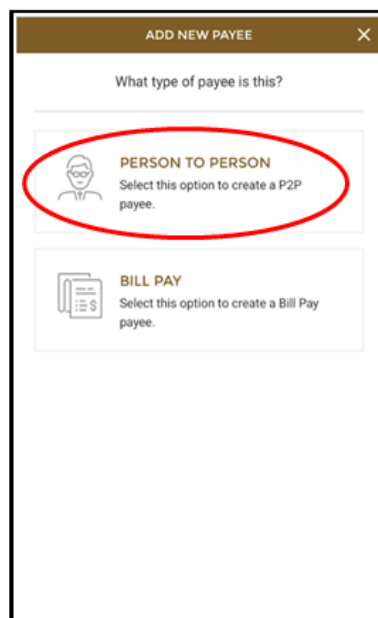 ADD NEW PAYEE
What type of payee is this?
PERSON TO PERSON
Select this option to create a P2P
payee.
BILL PAY
Select this option to create a Bill Pay
payee.